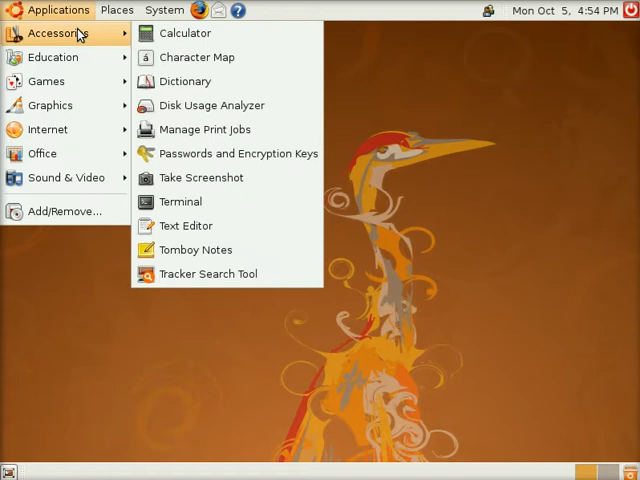 Applications Places System Mon Oct 5, 4:54 PM
Accessories
Education
Games
Graphics
Internet
Office
Sound & Video
Add/Remove...
Calculator
Character Map
Dictionary
Disk Usage Analyzer
Manage Print Jobs
Passwords and Encryption Keys
Take Screenshot
Terminal
Text Editor
Tomboy Notes
Tracker Search Tool